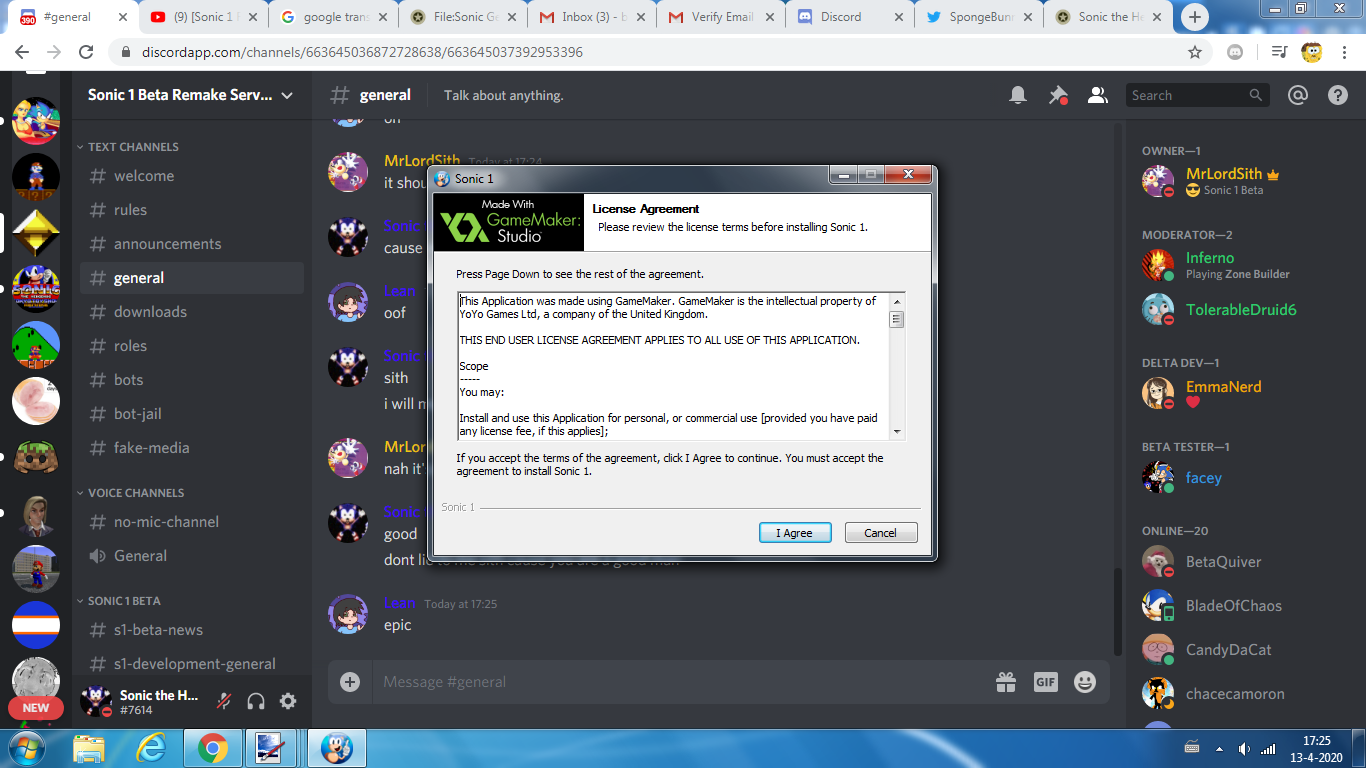 390
#general
(9) [Sonic 1
google trans
File:Sonic Ge
Inbox (3) - b
Verify Email
Discord
SpongeBunn
Sonic the He
discordapp.com/channels/663645036872728638/663645037392953396
Sonic 1 Beta Remake Serv...
# general
Talk about anything.
Search
TEXT CHANNELS
# welcome
# rules
# announcements
# general
# downloads
# roles
# bots
# bot-jail
# fake-media
VOICE CHANNELS
# no-mic-channel
General
SONIC 1 BETA
# s1-beta-news
# s1-development-general
NEW
Sonic the H...
#7614
MrLordSith Today at 17:24
it shou
Sonic
cause
Lean
oof
Sonic
sith
i will m
MrLor
nah it'
Sonic
good
dont lie to me sith cause you are a good man
Lean Today at 17:25
epic
Message #general
GIF
Sonic 1
Made With
GameMaker:
Studio
License Agreement
Please review the license terms before installing Sonic 1.
Press Page Down to see the rest of the agreement.
This Application was made using GameMaker. GameMaker is the intellectual property of
YoYo Games Ltd, a company of the United Kingdom.
THIS END USER LICENSE AGREEMENT APPLIES TO ALL USE OF THIS APPLICATION.
Scope
-----
You may:
Install and use this Application for personal, or commercial use [provided you have paid
any license fee, if this applies];
If you accept the terms of the agreement, click I Agree to continue. You must accept the
agreement to install Sonic 1.
Sonic 1
I Agree
Cancel
OWNER—1
MrLordSith
Sonic 1 Beta
MODERATOR—2
Inferno
Playing Zone Builder
TolerableDruid6
DELTA DEV—1
EmmaNerd
BETA TESTER—1
facey
ONLINE—20
BetaQuiver
BladeOfChaos
CandyDaCat
chacecamoron
17:25
13-4-2020